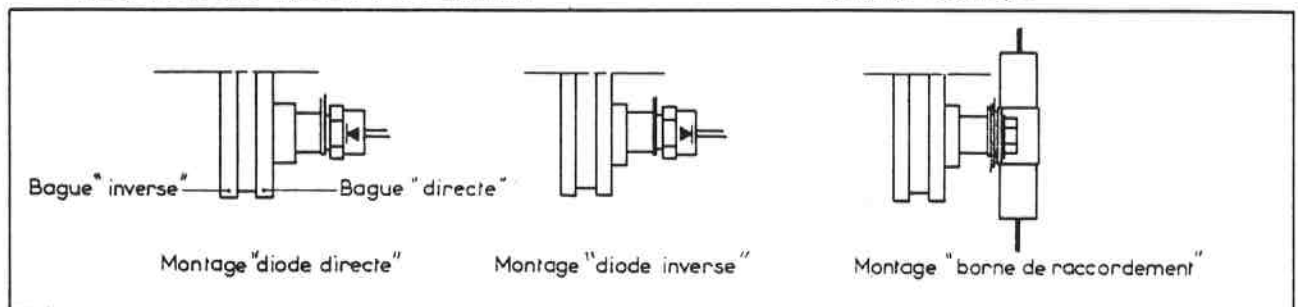 Bague "inverse"
Bague "directe"
Montage "diode directe"
Montage "diode inverse"
Montage "borne de raccordement"